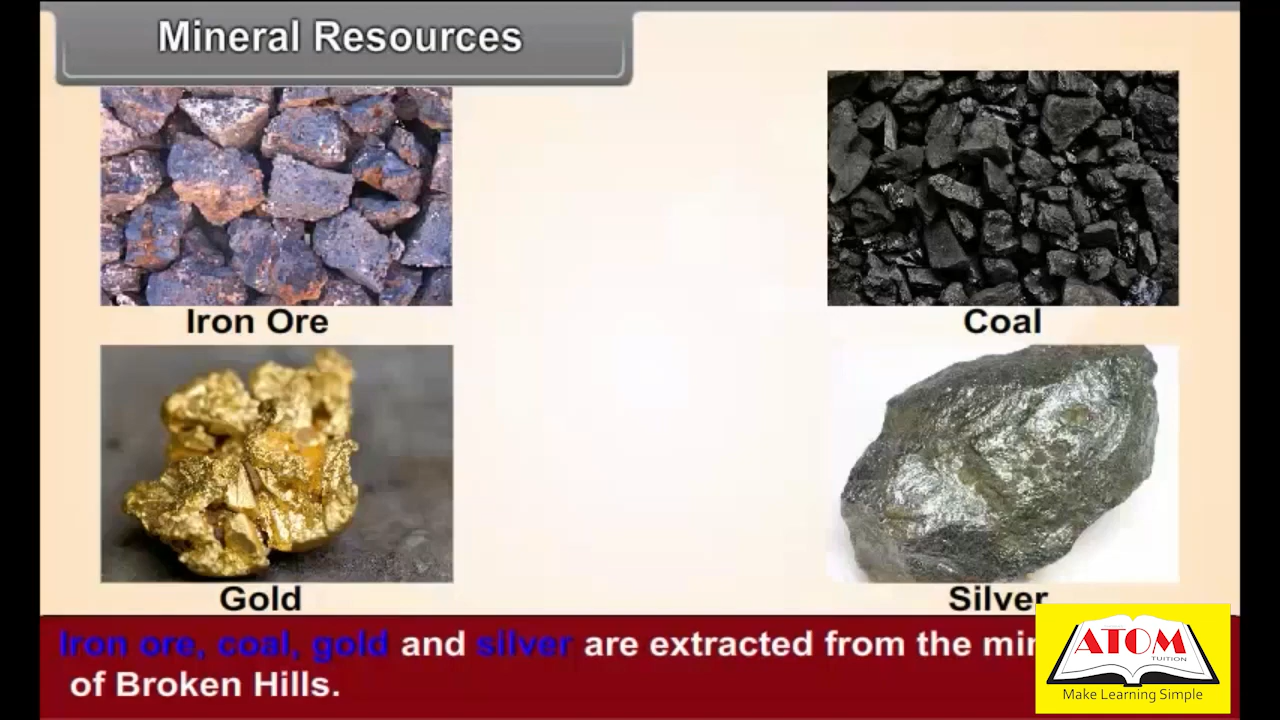 Mineral Resources
Iron Ore
Coal
Gold
Silver
Iron ore, coal, gold and silver are extracted from the
of Broken Hills.
ATOM
TUITION
Make Learning Simple